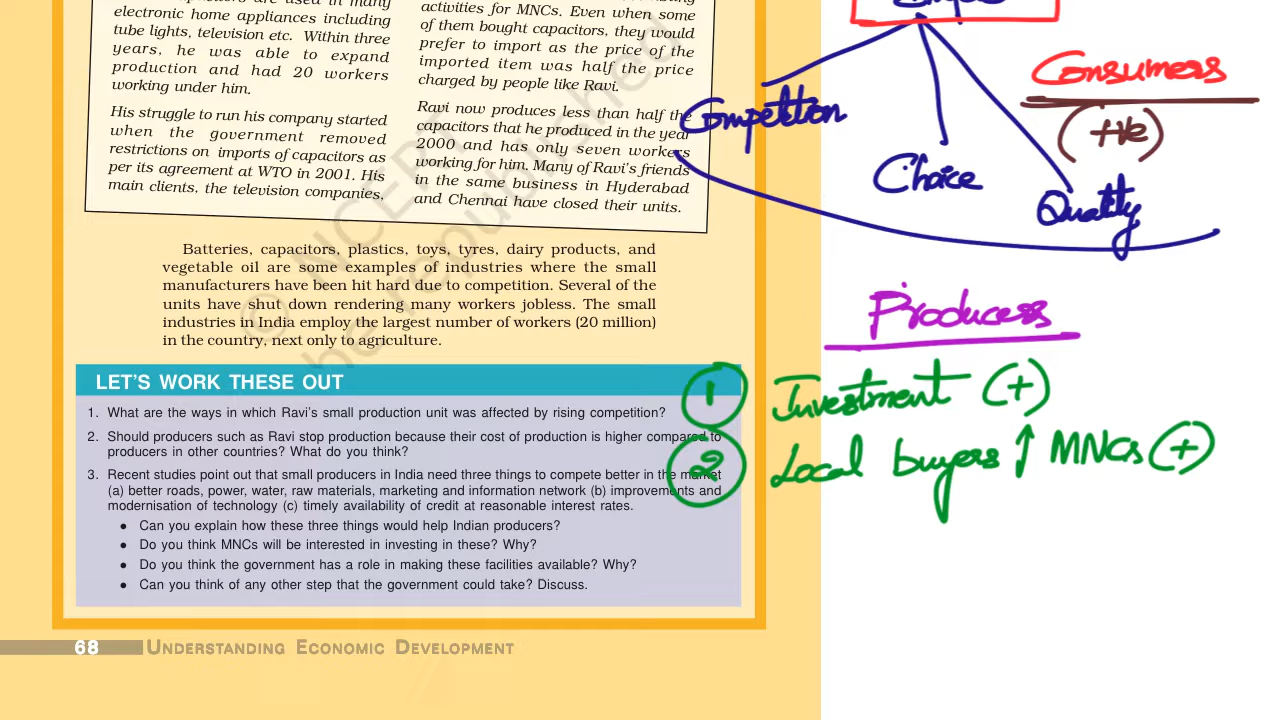 electronic home appliances including
tube lights, television etc. Within three
years, he was able to expand
production and had 20 workers
working under him.
His struggle to run his company started
when the government removed
restrictions on imports of capacitors as
per its agreement at WTO in 2001. His
main clients, the television companies,
activities for MNCs. Even when some
of them bought capacitors, they would
prefer to import as the price of the
imported item was half the price
charged by people like Ravi.
Ravi now produces less than half the
capacitors that he produced in the year
2000 and has only seven workers
working for him. Many of Ravi's friends
in the same business in Hyderabad
and Chennai have closed their units.
Batteries, capacitors, plastics, toys, tyres, dairy products, and
vegetable oil are some examples of industries where the small
manufacturers have been hit hard due to competition. Several of the
units have shut down rendering many workers jobless. The small
industries in India employ the largest number of workers (20 million)
in the country, next only to agriculture.
LET'S WORK THESE OUT
1. What are the ways in which Ravi's small production unit was affected by rising competition?
2. Should producers such as Ravi stop production because their cost of production is higher compared to
producers in other countries? What do you think?
3. Recent studies point out that small producers in India need three things to compete better in the market
(a) better roads, power, water, raw materials, marketing and information network (b) improvements and
modernisation of technology (c) timely availability of credit at reasonable interest rates.
• Can you explain how these three things would help Indian producers?
• Do you think MNCs will be interested in investing in these? Why?
• Do you think the government has a role in making these facilities available? Why?
• Can you think of any other step that the government could take? Discuss.
68 UNDERSTANDING ECONOMIC DEVELOPMENT
© NCERT
be republished
Competition
Choice
Quality
Consumers
(+ve)
Producess
1 Investment (+)
2 Local buyers ↑ MNCs (+)